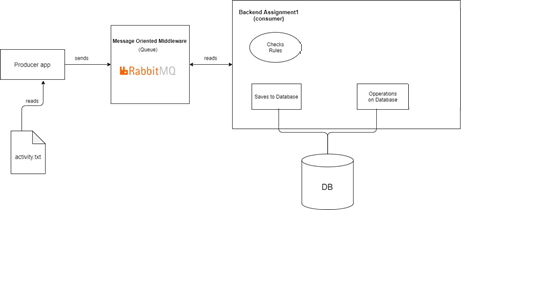 Backend Assignment1
(consumer)
Message Oriented Middleware
(Queue)
RabbitMQ
Producer app
sends
reads
Checks
Rules
Saves to Database
Opperations
on Database
reads
activity.txt
DB